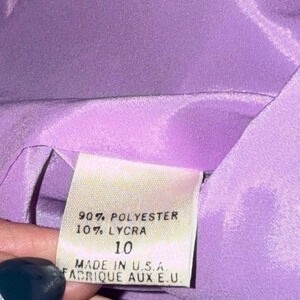 90% POLYESTER
10% LYCRA
10
MADE IN U.S.A.
FABRIQUE AUX E.U.